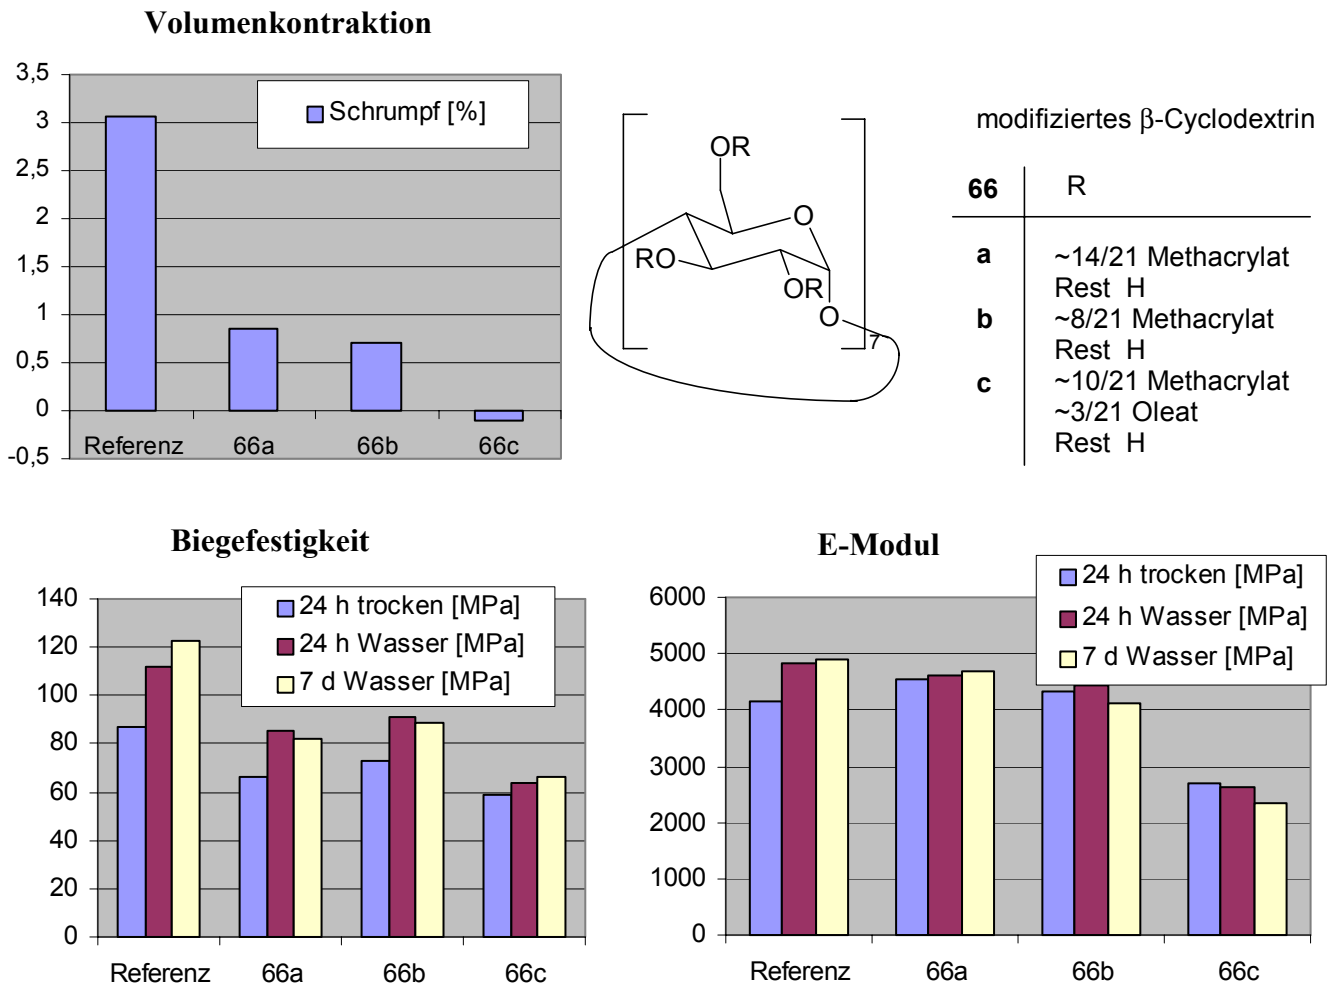 Volumenkontraktion
3,5
3
2,5
2
1,5
1
0,5
0
-0,5
Schrumpf [%]
Referenz 66a 66b 66c
OR
O
RO
OR
O
7
modifiziertes β-Cyclodextrin
66 R
a ~14/21 Methacrylat
Rest H
b ~8/21 Methacrylat
Rest H
c ~10/21 Methacrylat
~3/21 Oleat
Rest H
Biegefestigkeit
140
120
100
80
60
40
20
0
24 h trocken [MPa]
24 h Wasser [MPa]
7 d Wasser [MPa]
Referenz 66a 66b 66c
E-Modul
6000
5000
4000
3000
2000
1000
0
24 h trocken [MPa]
24 h Wasser [MPa]
7 d Wasser [MPa]
Referenz 66a 66b 66c